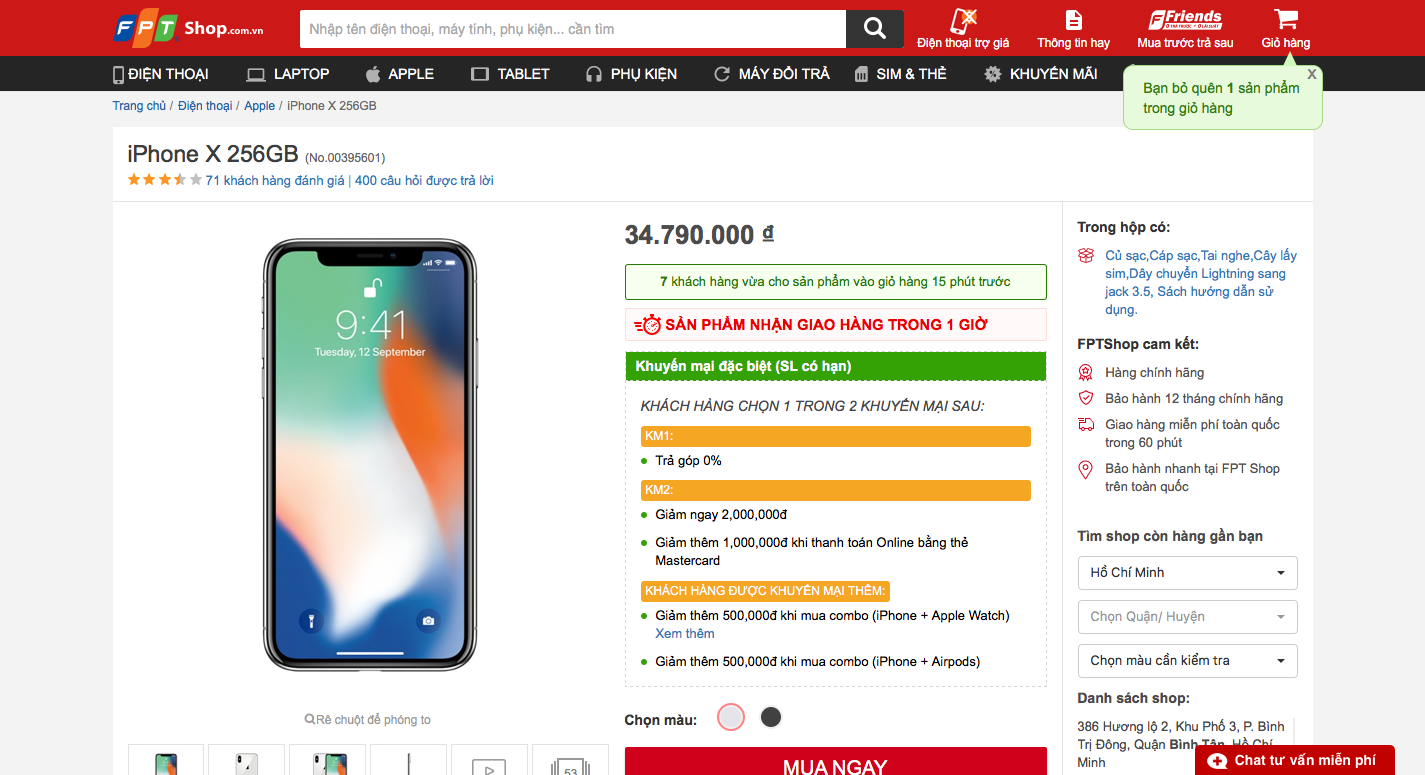 FPT Shop.com.vn
Nhập tên điện thoại, máy tính, phụ kiện... cần tìm
Điện thoại trợ giá
Thông tin hay
Friends
Mua trước trả sau
Giỏ hàng
ĐIỆN THOẠI
LAPTOP
APPLE
TABLET
PHỤ KIỆN
MÁY ĐỔI TRẢ
SIM & THẺ
KHUYẾN MÃI
X
Bạn bỏ quên 1 sản phẩm
trong giỏ hàng
Trang chủ / Điện thoại / Apple / iPhone X 256GB
iPhone X 256GB (No.00395601)
71 khách hàng đánh giá | 400 câu hỏi được trả lời
9:41
Tuesday, 12 September
Rê chuột để phóng to
53
34.790.000 ₫
7 khách hàng vừa cho sản phẩm vào giỏ hàng 15 phút trước
SẢN PHẨM NHẬN GIAO HÀNG TRONG 1 GIỜ
Khuyến mại đặc biệt (SL có hạn)
KHÁCH HÀNG CHỌN 1 TRONG 2 KHUYẾN MẠI SAU:
KM1:
Trả góp 0%
KM2:
Giảm ngay 2,000,000đ
Giảm thêm 1,000,000đ khi thanh toán Online bằng thẻ
Mastercard
KHÁCH HÀNG ĐƯỢC KHUYẾN MẠI THÊM:
Giảm thêm 500,000đ khi mua combo (iPhone + Apple Watch)
Xem thêm
Giảm thêm 500,000đ khi mua combo (iPhone + Airpods)
Chọn màu:
MUA NGAY
Trong hộp có:
Củ sạc,Cáp sạc,Tai nghe,Cây lấy
sim,Dây chuyển Lightning sang
jack 3.5, Sách hướng dẫn sử
dụng.
FPTShop cam kết:
Hàng chính hãng
Bảo hành 12 tháng chính hãng
Giao hàng miễn phí toàn quốc
trong 60 phút
Bảo hành nhanh tại FPT Shop
trên toàn quốc
Tìm shop còn hàng gần bạn
Hồ Chí Minh
Chọn Quận/ Huyện
Chọn màu cần kiểm tra
Danh sách shop:
386 Hương lộ 2, Khu Phố 3, P. Bình
Trị Đông, Quận Bình Tân, Hồ Chí
Minh
Chat tư vấn miễn phí